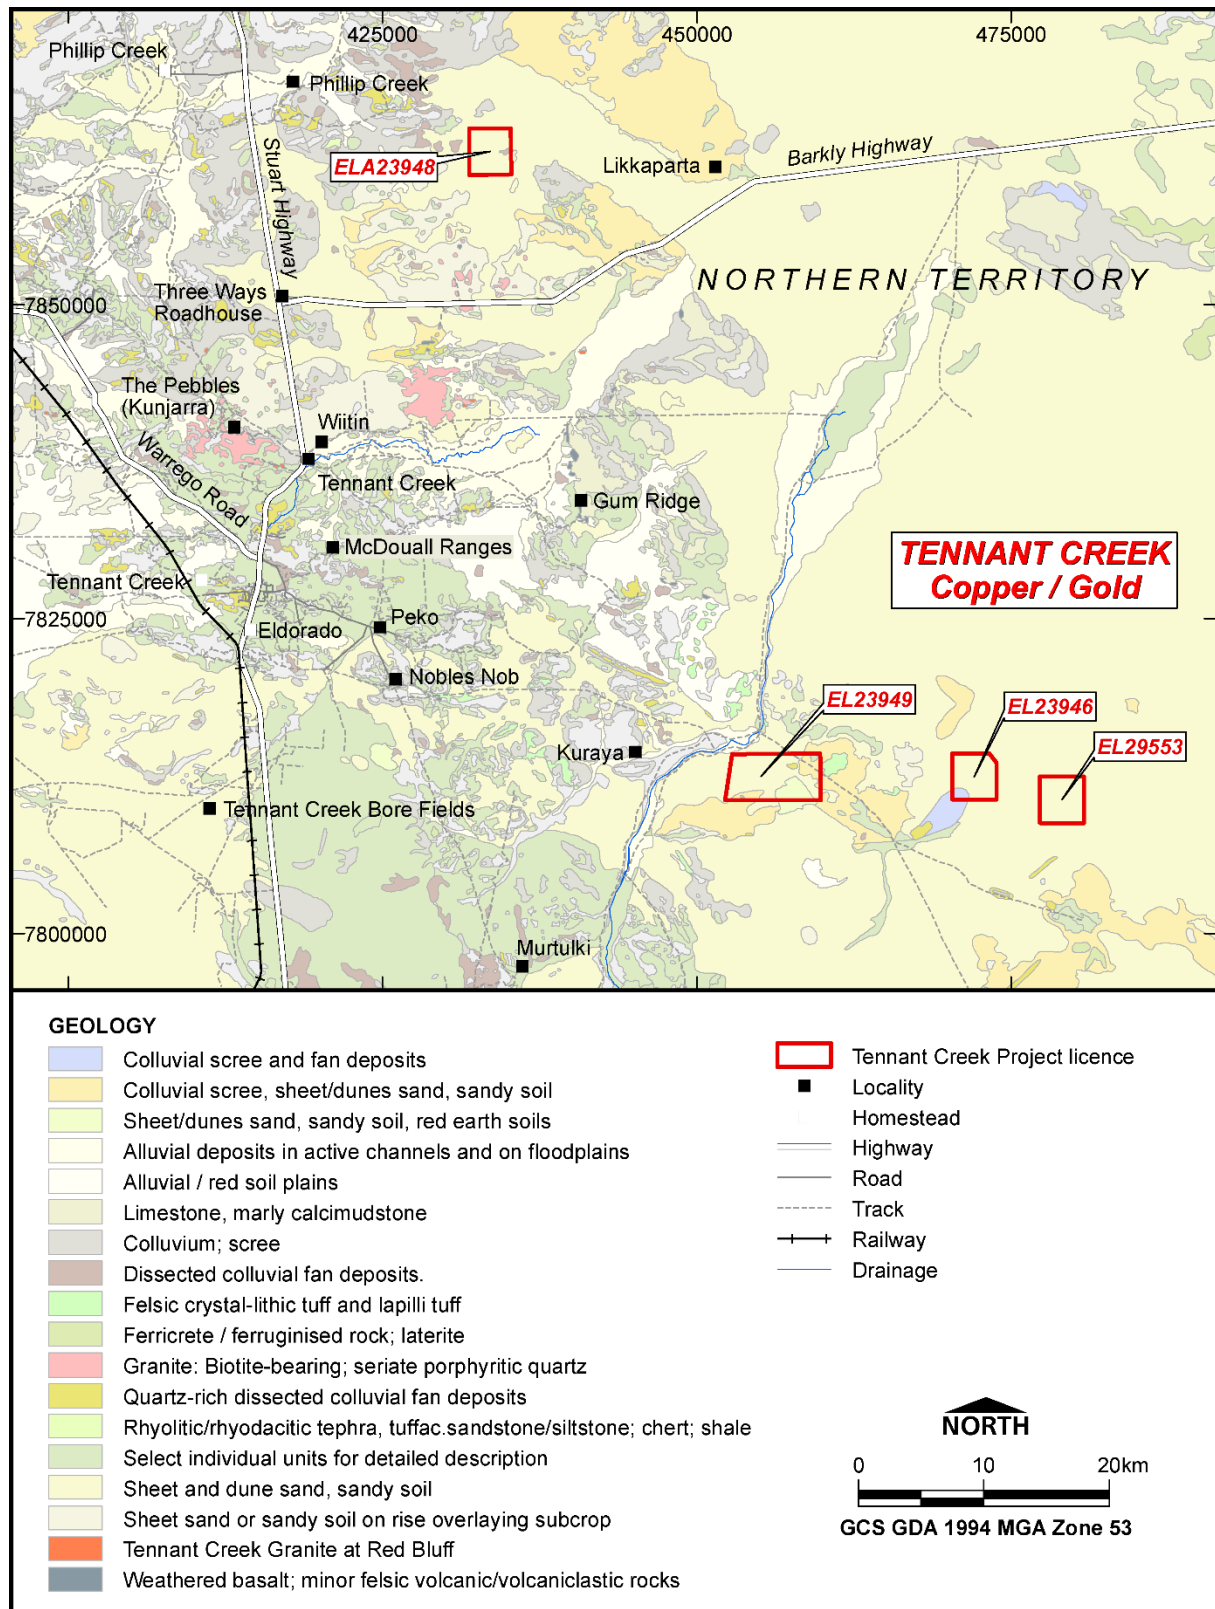 425000
450000
475000
Phillip Creek
Phillip Creek
Stuart Highway
ELA23948
Likkaparta
Barkly Highway
NORTHERN TERRITORY
7850000
Three Ways
Roadhouse
The Pebbles
(Kunjarra)
Wiitin
Warrego Road
Tennant Creek
Gum Ridge
McDouall Ranges
TENNANT CREEK
Copper / Gold
Tennant Creek
7825000
Eldorado
Peko
Nobles Nob
EL23949
EL23946
EL29553
Kuraya
Tennant Creek Bore Fields
7800000
Murtulki
GEOLOGY
Colluvial scree and fan deposits
Colluvial scree, sheet/dunes sand, sandy soil
Sheet/dunes sand, sandy soil, red earth soils
Alluvial deposits in active channels and on floodplains
Alluvial / red soil plains
Limestone, marly calcimudstone
Colluvium; scree
Dissected colluvial fan deposits.
Felsic crystal-lithic tuff and lapilli tuff
Ferricrete / ferruginised rock; laterite
Granite: Biotite-bearing; seriate porphyritic quartz
Quartz-rich dissected colluvial fan deposits
Rhyolitic/rhyodacitic tephra, tuffac.sandstone/siltstone; chert; shale
Select individual units for detailed description
Sheet and dune sand, sandy soil
Sheet sand or sandy soil on rise overlaying subcrop
Tennant Creek Granite at Red Bluff
Weathered basalt; minor felsic volcanic/volcaniclastic rocks
Tennant Creek Project licence
Locality
Homestead
Highway
Road
Track
Railway
Drainage
NORTH
0 10 20km
GCS GDA 1994 MGA Zone 53